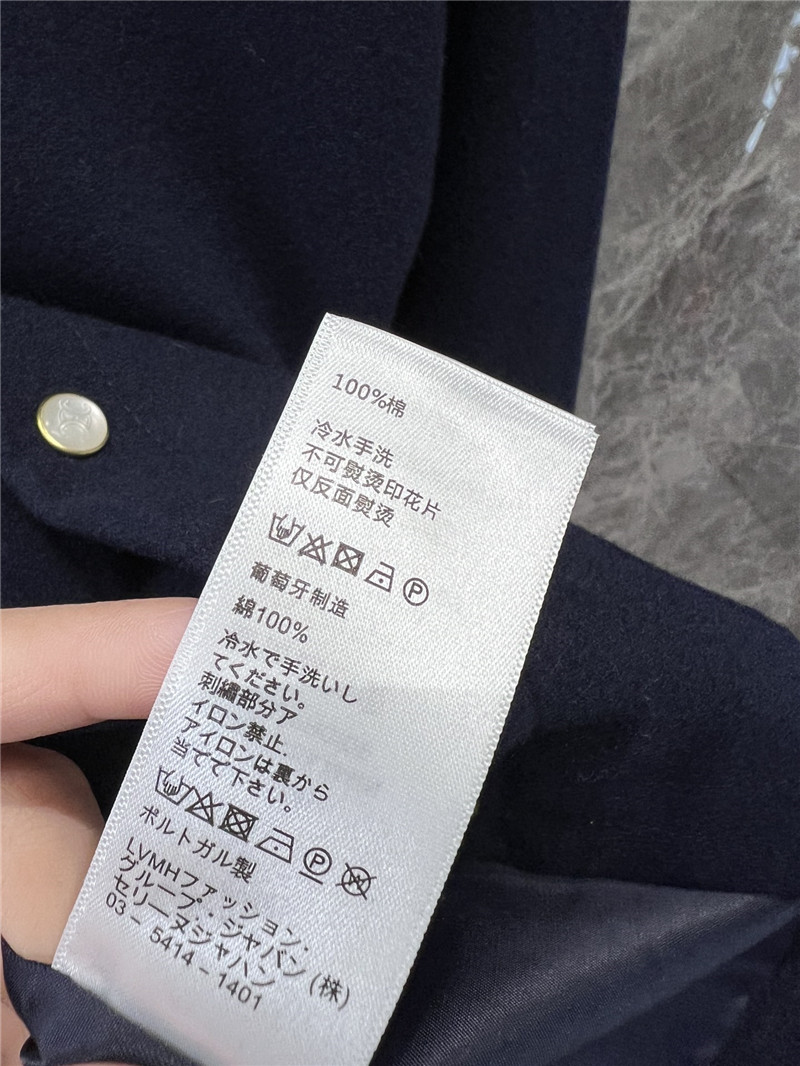 100%棉
冷水手洗
不可熨烫印花片
仅反面熨烫
P
葡萄牙制造
綿100%
冷水で手洗いし
てください。
刺繍部分ア
イロン禁止.
アイロンは裏から
当てて下さい。
P
ポルトガル製
LVMHファッション・
グループ・ジャパン(株)
セリーヌジャハン
03- 5414-1401